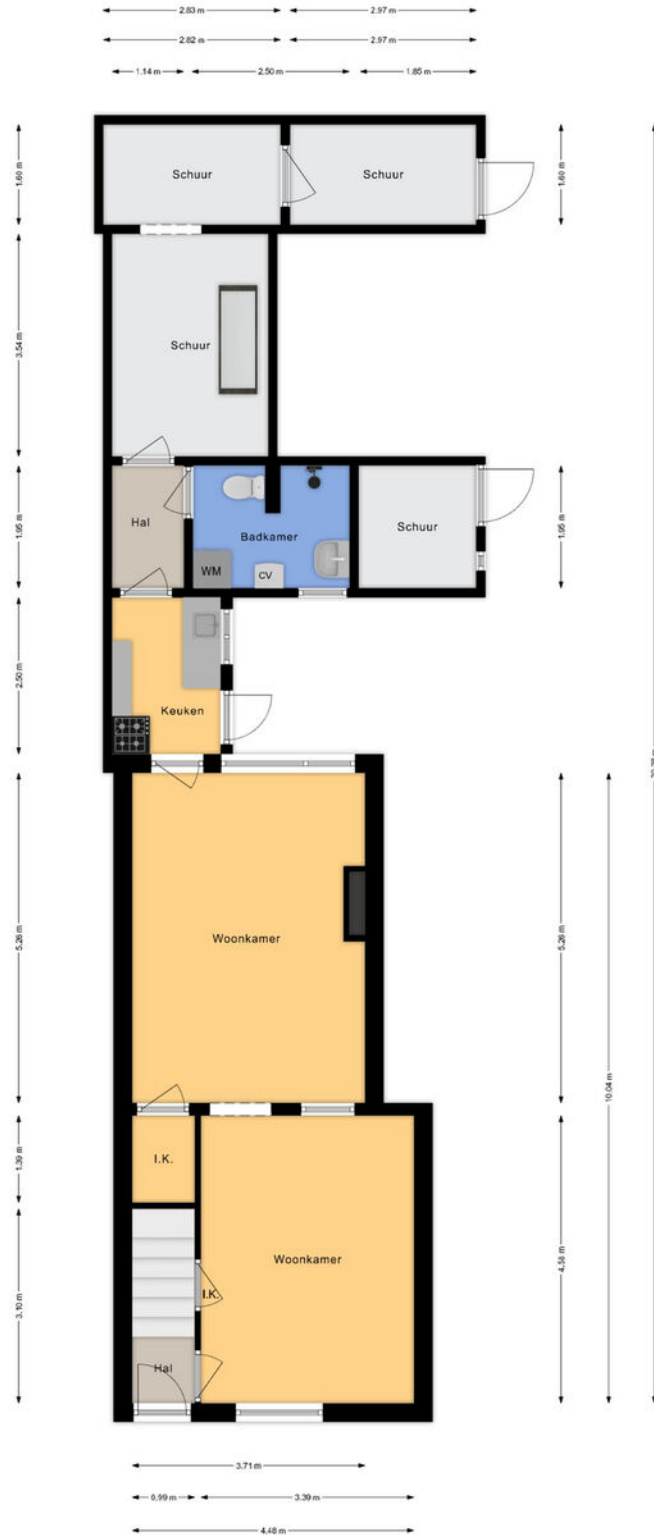 2.83 m
2.97 m
2.82 m
2.97 m
1.14 m
2.50 m
1.85 m
1.60 m
Schuur
Schuur
1.60 m
3.54 m
Schuur
1.95 m
Hal
Badkamer
WM
CV
Schuur
1.95 m
2.50 m
Keuken
5.26 m
Woonkamer
5.26 m
10.04 m
1.39 m
I.K.
3.10 m
Woonkamer
I.K.
Hal
4.58 m
3.71 m
0.99 m
3.39 m
4.48 m